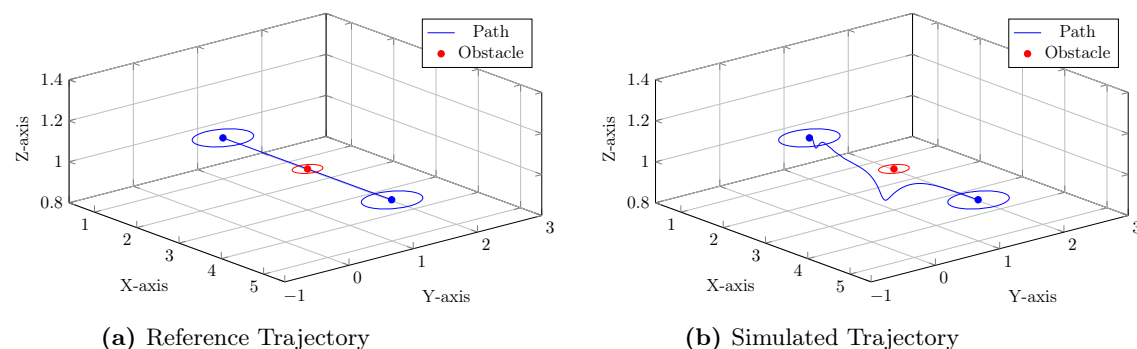 Path
Obstacle
1.4
1.2
1
0.8
Z-axis
1
2
3
4
5
X-axis
−1
0
1
2
3
Y-axis
(a) Reference Trajectory
Path
Obstacle
1.4
1.2
1
0.8
Z-axis
1
2
3
4
5
X-axis
−1
0
1
2
3
Y-axis
(b) Simulated Trajectory